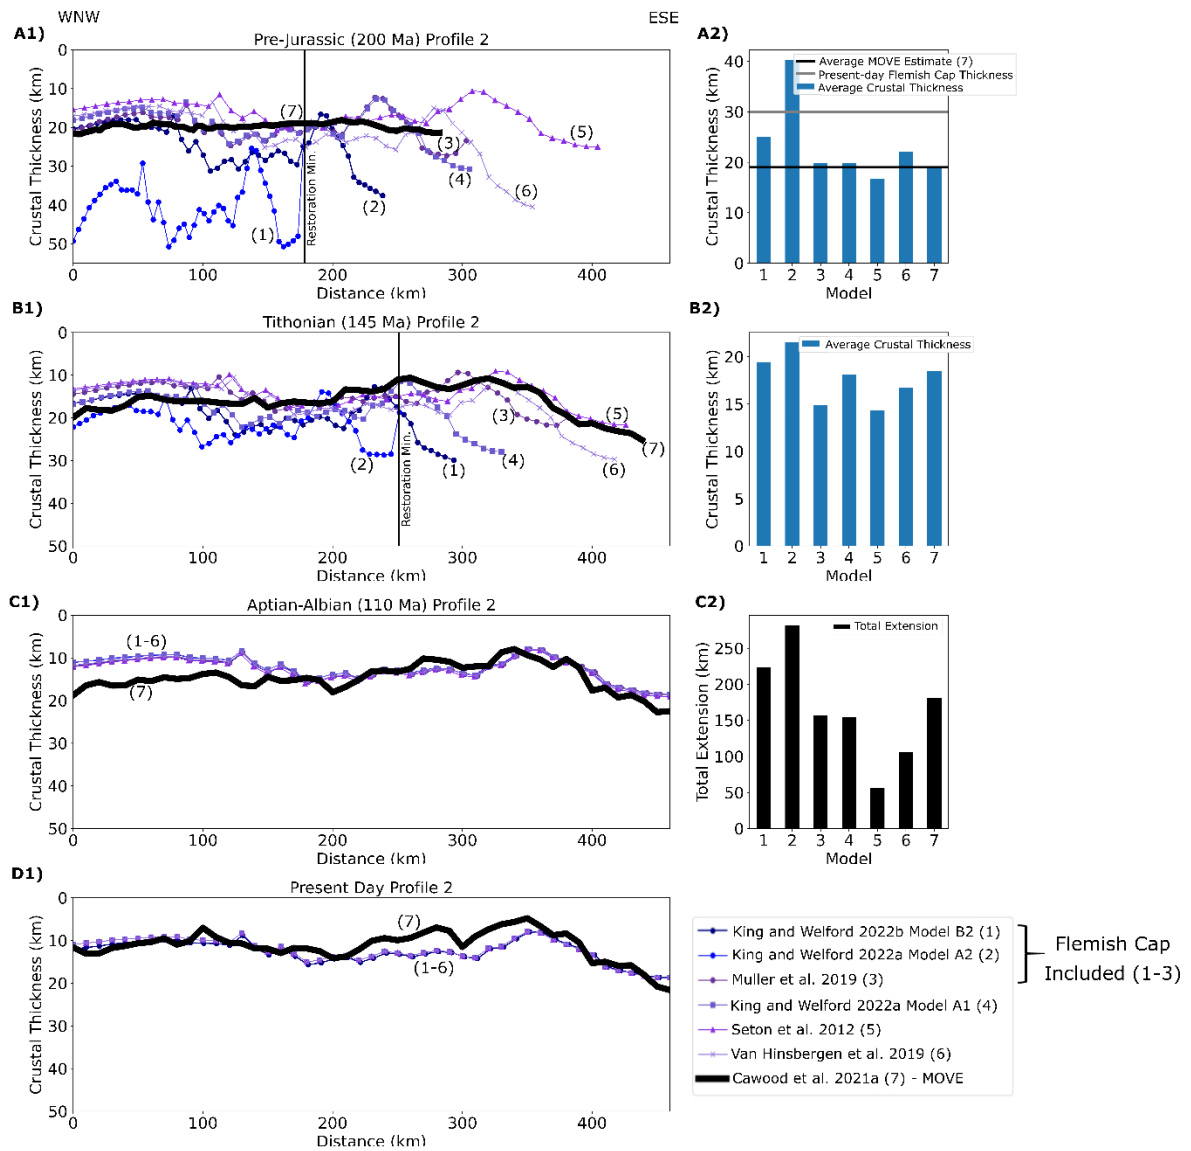 WNW
ESE
A1)
Pre-Jurassic (200 Ma) Profile 2
Crustal Thickness (km)
0
10
20
30
40
50
(7)
(3)
(5)
(4)
(6)
(2)
(1)
Restoration Min.
0
100
200
300
400
Distance (km)
A2)
Average MOVE Estimate (7)
Present-day Flemish Cap Thickness
Average Crustal Thickness
Crustal Thickness (km)
40
30
20
10
0
1 2 3 4 5 6 7
Model
B1)
Tithonian (145 Ma) Profile 2
Crustal Thickness (km)
0
10
20
30
40
50
(3)
(5)
(7)
(2)
(1)
(4)
(6)
Restoration Min.
0
100
200
300
400
Distance (km)
B2)
Average Crustal Thickness
Crustal Thickness (km)
20
15
10
5
0
1 2 3 4 5 6 7
Model
C1)
Aptian-Albian (110 Ma) Profile 2
Crustal Thickness (km)
0
10
20
30
40
50
(1-6)
(7)
0
100
200
300
400
Distance (km)
C2)
Total Extension
Total Extension (km)
250
200
150
100
50
0
1 2 3 4 5 6 7
Model
D1)
Present Day Profile 2
Crustal Thickness (km)
0
10
20
30
40
50
(7)
(1-6)
0
100
200
300
400
Distance (km)
King and Welford 2022b Model B2 (1)
King and Welford 2022a Model A2 (2)
Muller et al. 2019 (3)
King and Welford 2022a Model A1 (4)
Seton et al. 2012 (5)
Van Hinsbergen et al. 2019 (6)
Cawood et al. 2021a (7) - MOVE
Flemish Cap
Included (1-3)